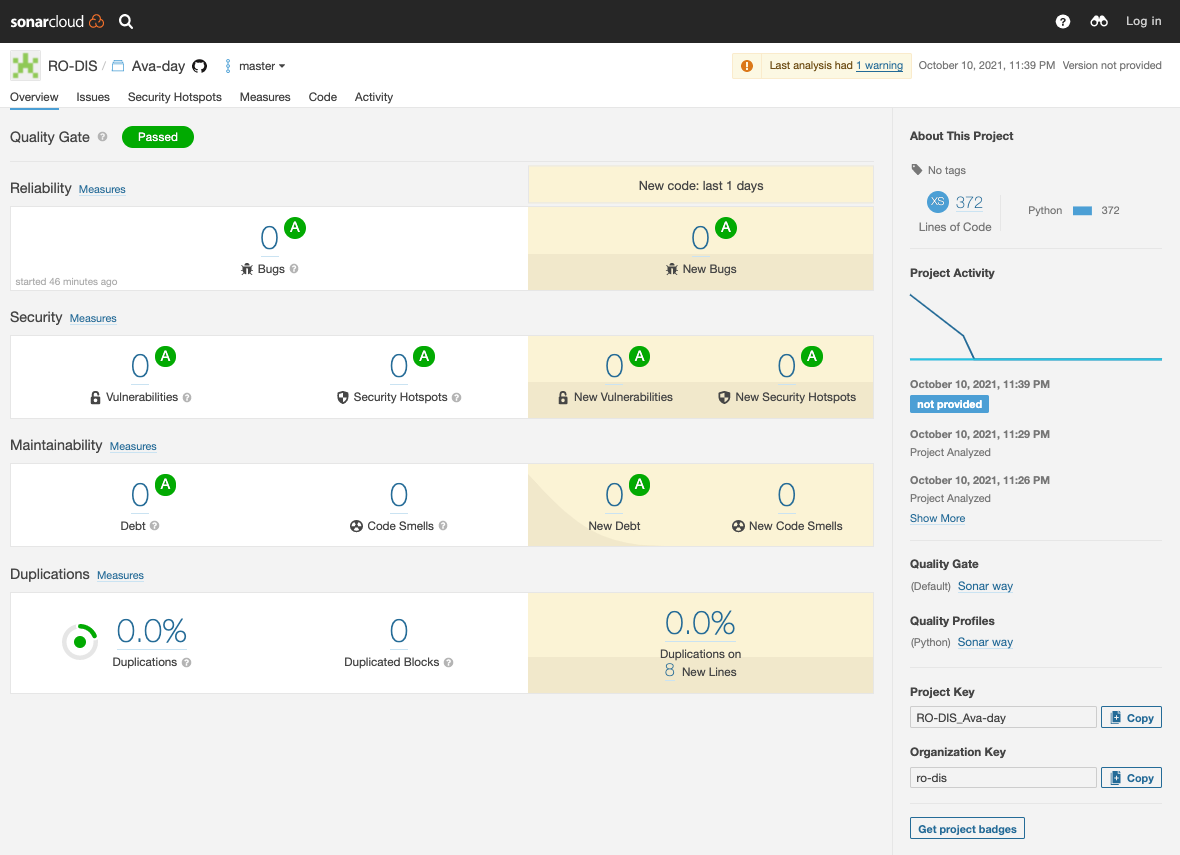 sonarcloud
? Log in
RO-DIS / Ava-day master
Last analysis had 1 warning October 10, 2021, 11:39 PM Version not provided
Overview Issues Security Hotspots Measures Code Activity
Quality Gate ? Passed
Reliability Measures
New code: last 1 days
0 A
Bugs ?
started 46 minutes ago
0 A
New Bugs
Security Measures
0 A
Vulnerabilities ?
0 A
Security Hotspots ?
0 A
New Vulnerabilities
0 A
New Security Hotspots
Maintainability Measures
0 A
Debt ?
0
Code Smells ?
0 A
New Debt
0
New Code Smells
Duplications Measures
0.0%
Duplications ?
0
Duplicated Blocks ?
0.0%
Duplications on
8 New Lines
About This Project
No tags
XS 372
Lines of Code
Python 372
Project Activity
October 10, 2021, 11:39 PM
not provided
October 10, 2021, 11:29 PM
Project Analyzed
October 10, 2021, 11:26 PM
Project Analyzed
Show More
Quality Gate
(Default) Sonar way
Quality Profiles
(Python) Sonar way
Project Key
RO-DIS_Ava-day Copy
Organization Key
ro-dis Copy
Get project badges